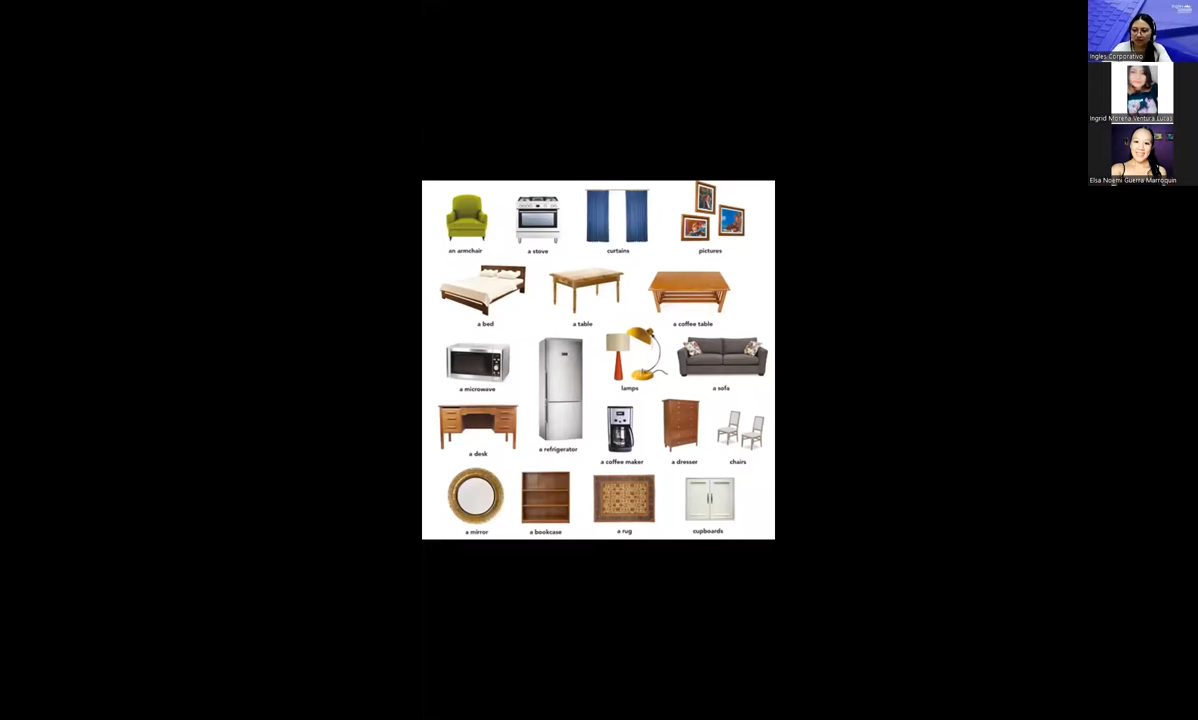 Ingles Corporativo
Ingrid Morena Ventura Lucas
Elsa Noemi Guerra Marroquin
an armchair
a stove
curtains
pictures
a bed
a table
a coffee table
a microwave
a refrigerator
lamps
a sofa
a desk
a coffee maker
a dresser
chairs
a mirror
a bookcase
a rug
cupboards